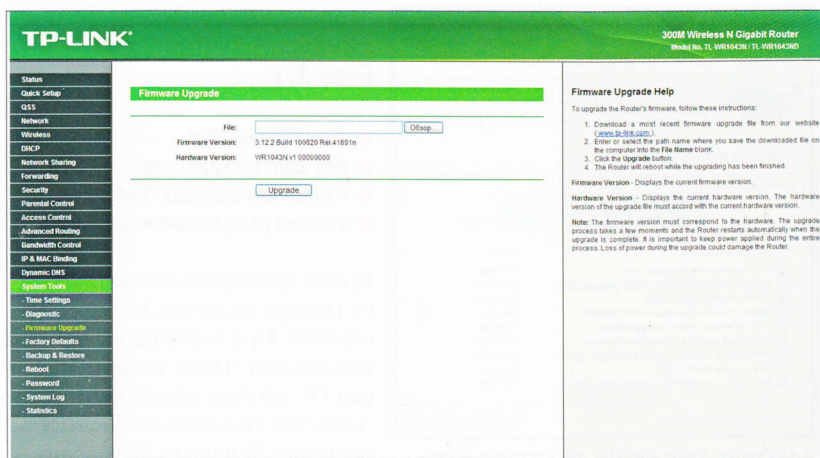 TP-LINK®
300M Wireless N Gigabit Router
Model No. TL-WR1043N / TL-WR1043ND
Status
Quick Setup
QSS
Network
Wireless
DHCP
Network Sharing
Forwarding
Security
Parental Control
Access Control
Advanced Routing
Bandwidth Control
IP & MAC Binding
Dynamic DNS
System Tools
- Time Settings
- Diagnostic
- Firmware Upgrade
- Factory Defaults
- Backup & Restore
- Reboot
- Password
- System Log
- Statistics
Firmware Upgrade
File:
Обзор...
Firmware Version: 3.12.2 Build 100820 Rel.41891n
Hardware Version: WR1043N v1 00000000
Upgrade
Firmware Upgrade Help
To upgrade the Router's firmware, follow these instructions:
1. Download a most recent firmware upgrade file from our website
(www.tp-link.com).
2. Enter or select the path name where you save the downloaded file on
the computer into the File Name blank.
3. Click the Upgrade button.
4. The Router will reboot while the upgrading has been finished.
Firmware Version - Displays the current firmware version.
Hardware Version - Displays the current hardware version. The hardware
version of the upgrade file must accord with the current hardware version.
Note: The firmware version must correspond to the hardware. The upgrade
process takes a few moments and the Router restarts automatically when the
upgrade is complete. It is important to keep power applied during the entire
process. Loss of power during the upgrade could damage the Router.